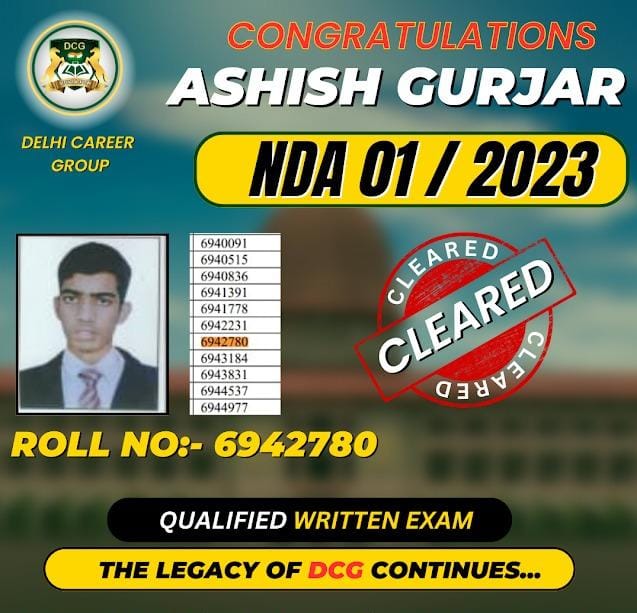 DCG
DELHI CAREER
GROUP
CONGRATULATIONS
ASHISH GURJAR
NDA 01 / 2023
6940091
6940515
6940836
6941391
6941778
6942231
6942780
6943184
6943831
6944537
6944977
CLEARED
CLEARED
CLEARED
ROLL NO:- 6942780
QUALIFIED WRITTEN EXAM
THE LEGACY OF DCG CONTINUES...